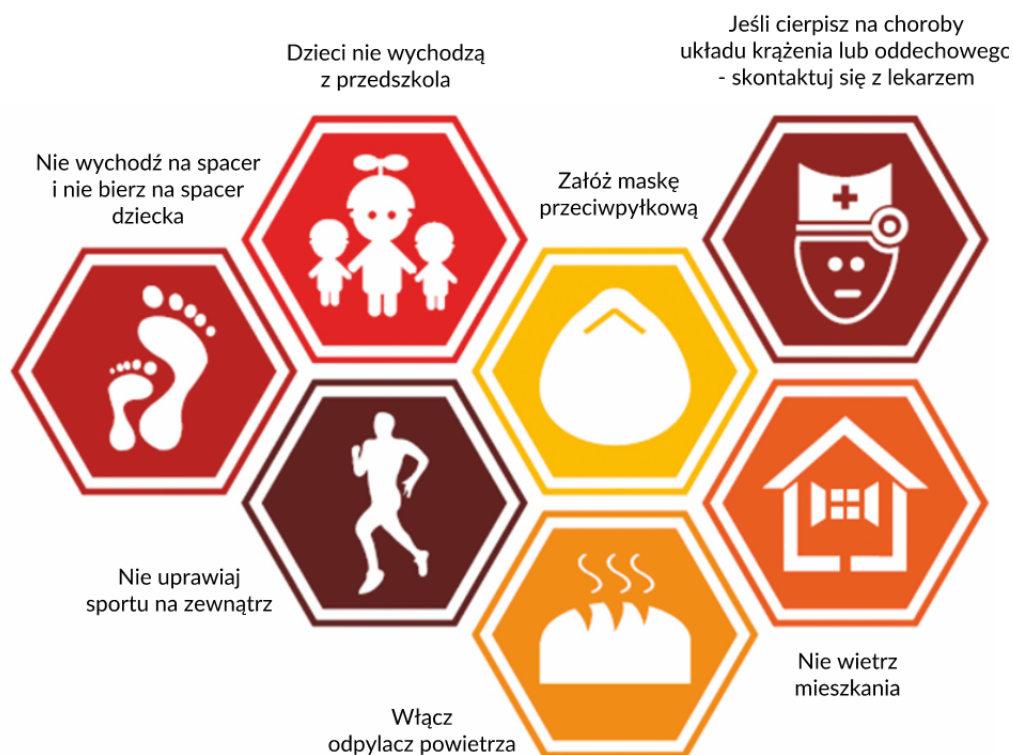 Jeśli cierpisz na choroby
układu krążenia lub oddechowego
- skontaktuj się z lekarzem
Dzieci nie wychodzą
z przedszkola
Nie wychodź na spacer
i nie bierz na spacer
dziecka
Załóż maskę
przeciwpyłkową
Nie uprawiaj
sportu na zewnątrz
Nie wietrz
mieszkania
Włącz
odpylacz powietrza